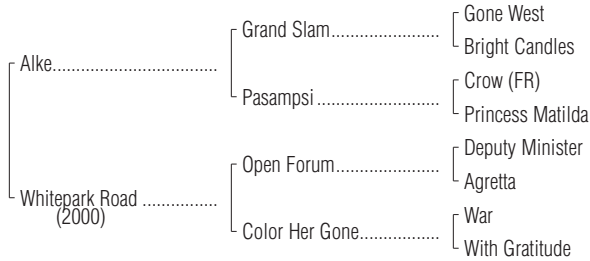 Gone West
Grand Slam.....................
Bright Candles
Alke................................
Crow (FR)
Pasampsi........................
Princess Matilda
Deputy Minister
Open Forum....................
Agretta
Whitepark Road ...............
(2000)
War
Color Her Gone................
With Gratitude